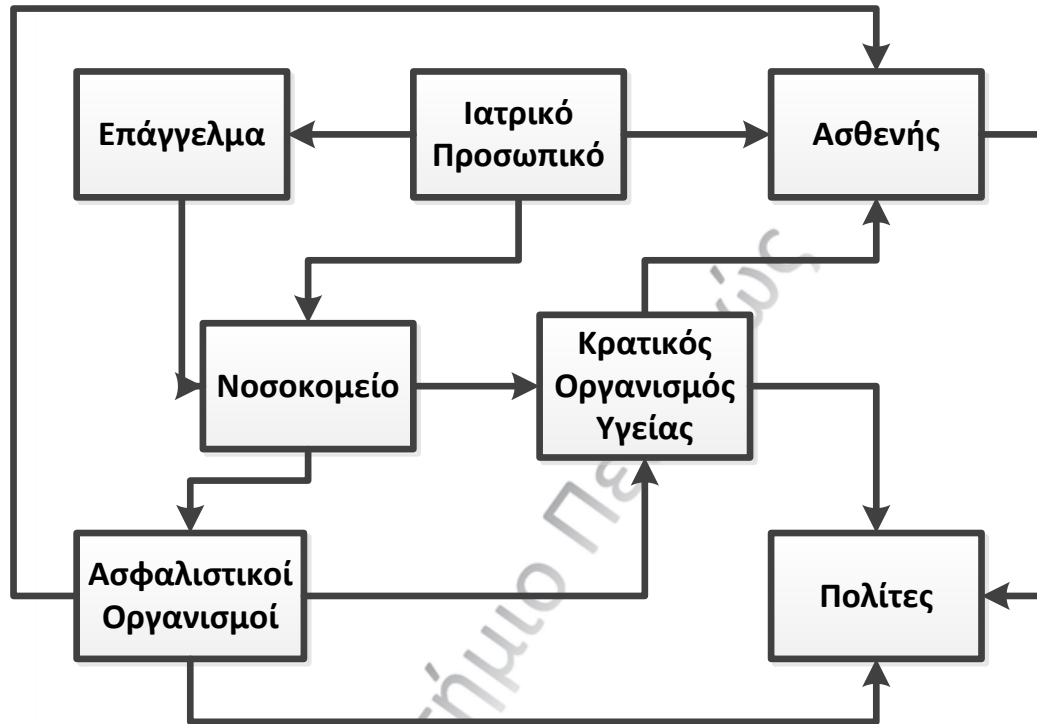 Επάγγελμα
Ιατρικό
Προσωπικό
Ασθενής
Νοσοκομείο
Κρατικός
Οργανισμός
Υγείας
Ασφαλιστικοί
Οργανισμοί
Πολίτες